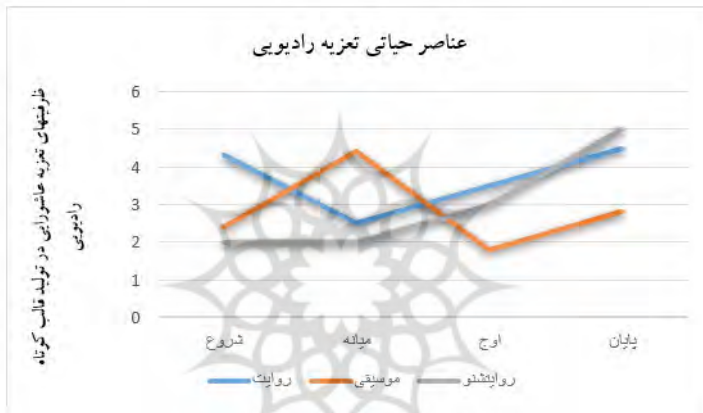 عناصر حیاتی تعزیه رادیویی
ظرفیتهای تعزیه عاشورایی در تولید قالب کوتاه
رادیویی
6
5
4
3
2
1
0
شروع
میانه
اوج
پایان
روایت
موسیقی
روایتشنو